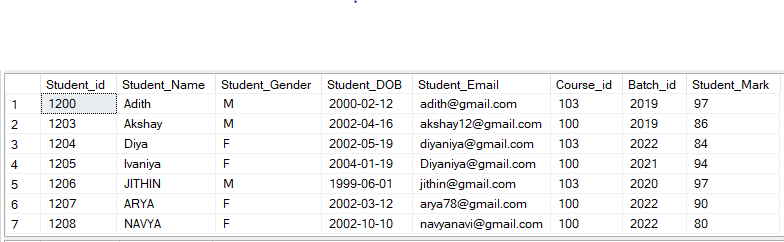 Student_id Student_Name Student_Gender Student_DOB Student_Email Course_id Batch_id Student_Mark
1 1200 Adith M 2000-02-12 adith@gmail.com 103 2019 97
2 1203 Akshay M 2002-04-16 akshay12@gmail.com 100 2019 86
3 1204 Diya F 2002-05-19 diyaniya@gmail.com 103 2022 84
4 1205 Ivaniya F 2004-01-19 Diyaniya@gmail.com 100 2021 94
5 1206 JITHIN M 1999-06-01 jithin@gmail.com 103 2020 97
6 1207 ARYA F 2002-03-12 arya78@gmail.com 100 2022 90
7 1208 NAVYA F 2002-10-10 navyanavi@gmail.com 100 2022 80